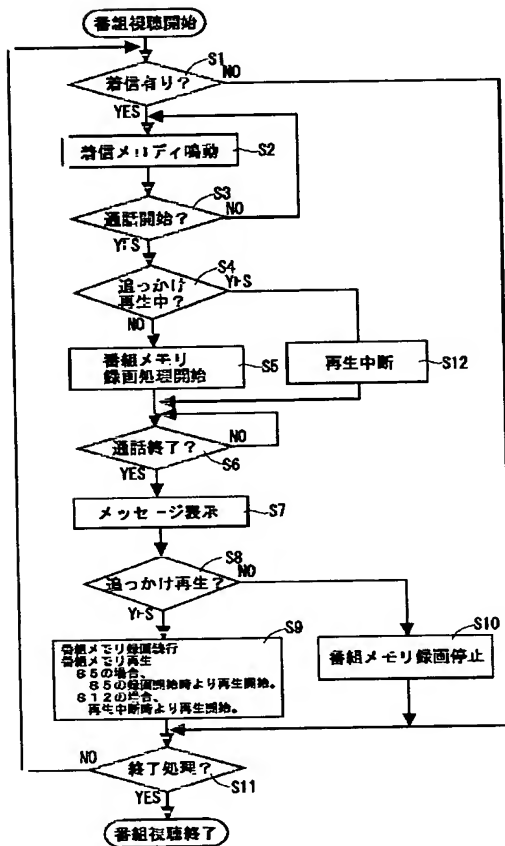 番組視聴開始
S1
着信有り？
NO
YES
着信メロディ鳴動
S2
S3
通話開始？
NO
YES
S4
追っかけ
再生中？
YES
NO
番組メモリ
録画処理開始
S5
再生中断
S12
通話終了？
NO
S6
YES
メッセージ表示
S7
S8
追っかけ再生？
NO
YES
S9
番組メモリ録画続行
番組メモリ再生
S5の場合、
S5の録画開始時より再生開始。
S12の場合、
再生中断時より再生開始。
S10
番組メモリ録画停止
NO
終了処理？
S11
YES
番組視聴終了